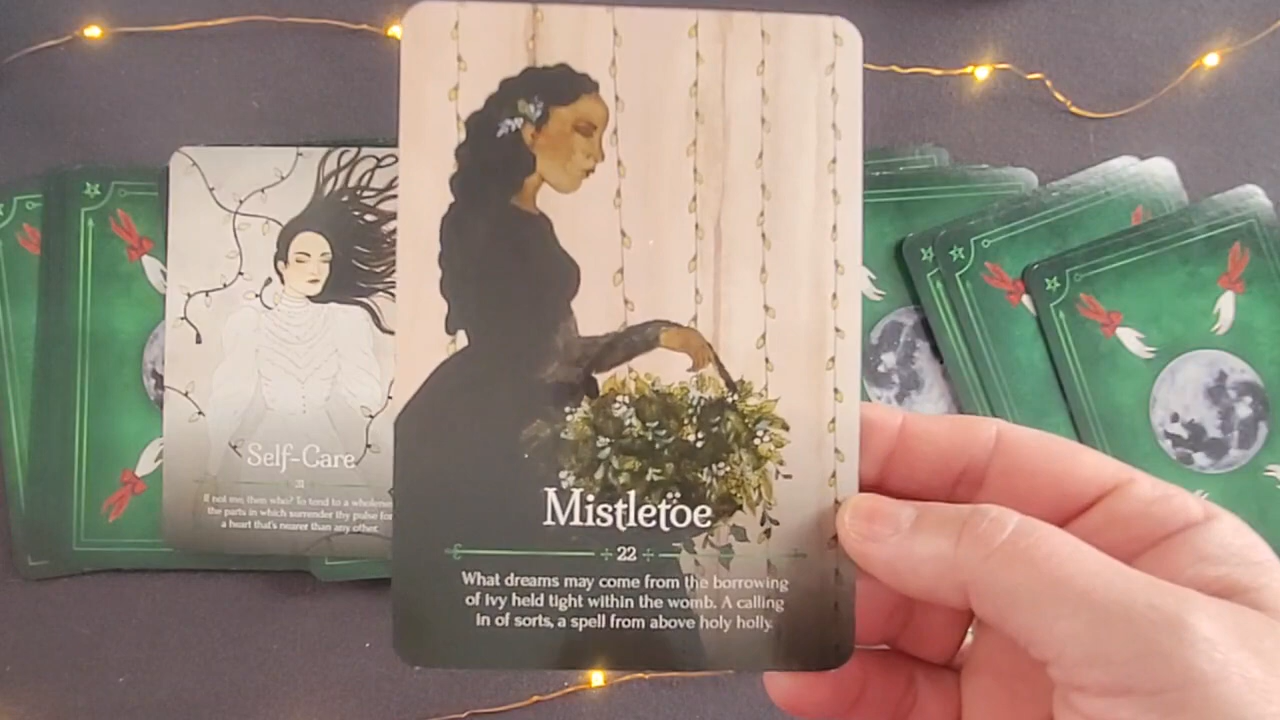 Self-Care
21
If not me, then who? To tend to a wholeness
the parts in which surrender thy pulse for
a heart that's nearer than any other.
Mistletöe
22
What dreams may come from the borrowing
of Ivy held tight within the womb. A calling
in of sorts, a spell from above holy holly.